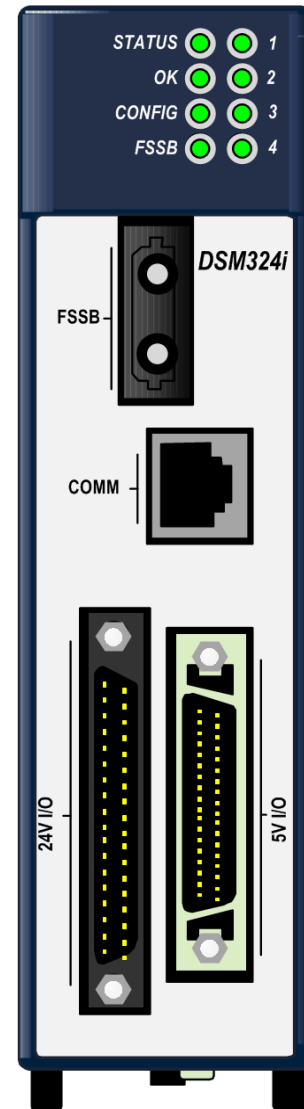 STATUS 1
OK 2
CONFIG 3
FSSB 4
DSM324i
FSSB
COMM
24V I/O
5V I/O